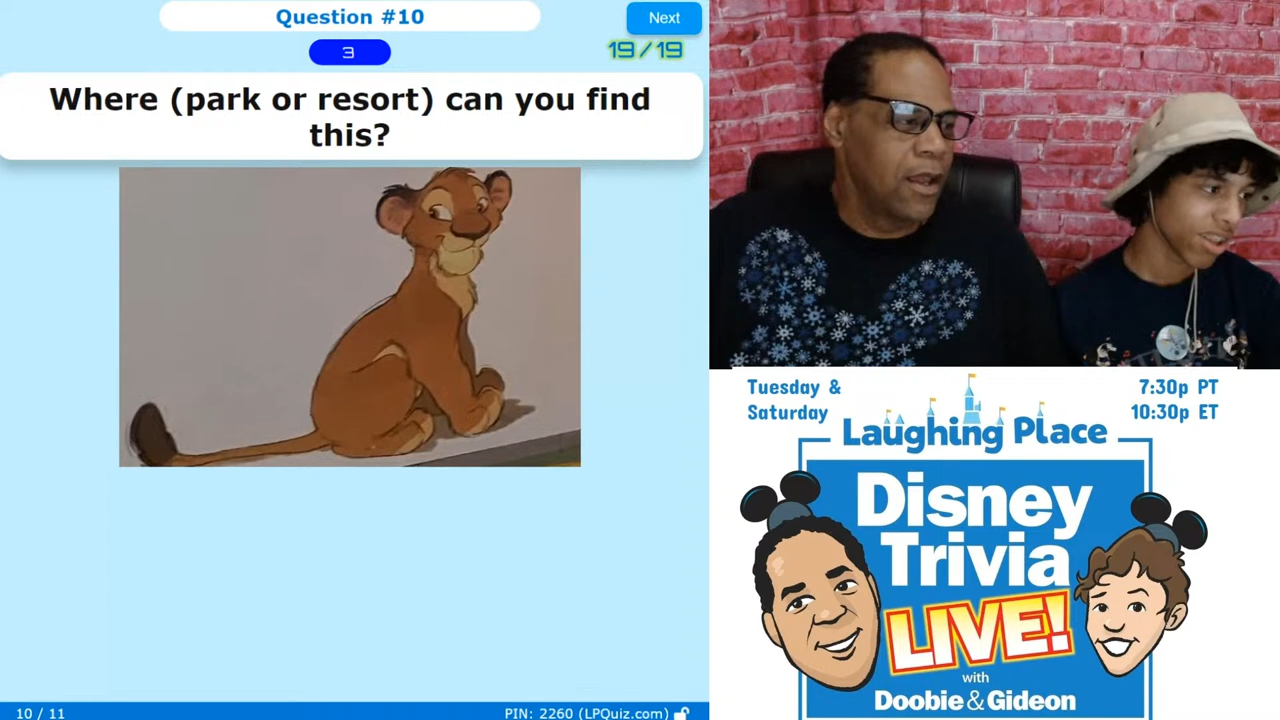 Question #10
Next
3
19/19
Where (park or resort) can you find
this?
10 / 11
PIN: 2260 (LPQuiz.com)
Tuesday &
Saturday
7:30p PT
10:30p ET
Laughing Place
Disney
Trivia
LIVE!
with
Doobie & Gideon